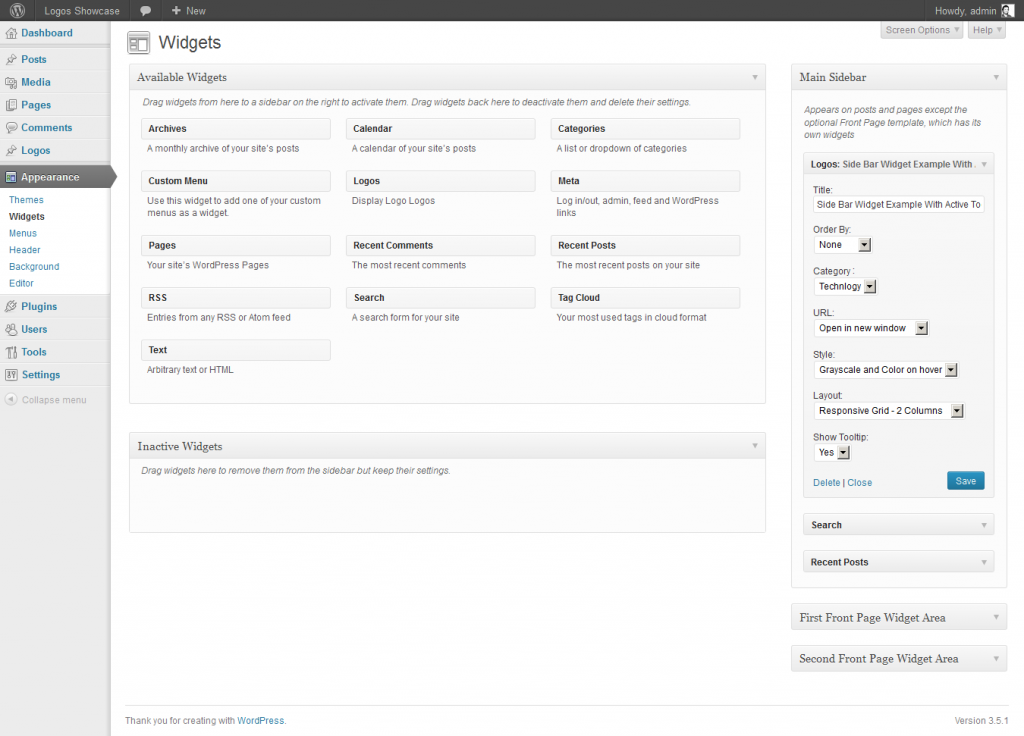 Logos Showcase
New
Howdy, admin
Dashboard
Posts
Media
Pages
Comments
Logos
Appearance
Themes
Widgets
Menus
Header
Background
Editor
Plugins
Users
Tools
Settings
Collapse menu
Screen Options
Help
Widgets
Available Widgets
Drag widgets from here to a sidebar on the right to activate them. Drag widgets back here to deactivate them and delete their settings.
Archives
A monthly archive of your site's posts
Calendar
A calendar of your site's posts
Categories
A list or dropdown of categories
Custom Menu
Use this widget to add one of your custom
menus as a widget.
Logos
Display Logo Logos
Meta
Log in/out, admin, feed and WordPress
links
Pages
Your site's WordPress Pages
Recent Comments
The most recent comments
Recent Posts
The most recent posts on your site
RSS
Entries from any RSS or Atom feed
Search
A search form for your site
Tag Cloud
Your most used tags in cloud format
Text
Arbitrary text or HTML
Inactive Widgets
Drag widgets here to remove them from the sidebar but keep their settings.
Main Sidebar
Appears on posts and pages except the
optional Front Page template, which has its
own widgets
Logos: Side Bar Widget Example With .
Title:
Side Bar Widget Example With Active To
Order By:
None
Category :
Technlogy
URL:
Open in new window
Style:
Grayscale and Color on hover
Layout:
Responsive Grid - 2 Columns
Show Tooltip:
Yes
Delete | Close
Save
Search
Recent Posts
First Front Page Widget Area
Second Front Page Widget Area
Thank you for creating with WordPress.
Version 3.5.1